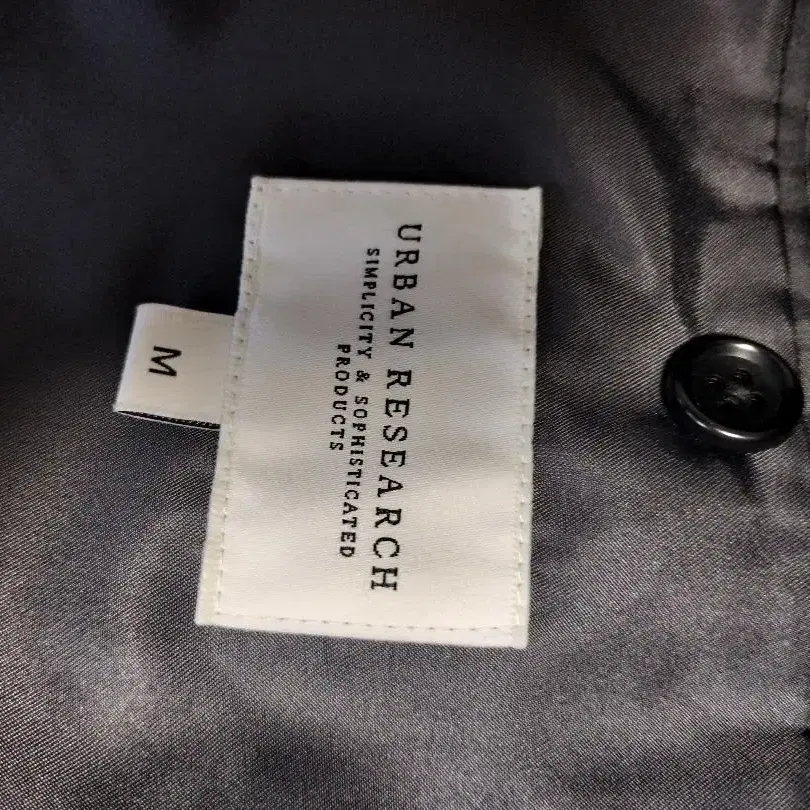 URBAN RESEARCH
SIMPLICITY & SOPHISTICATED
PRODUCTS
M